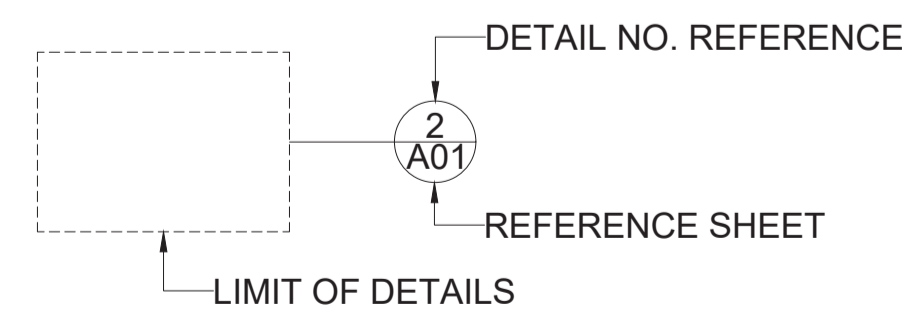 DETAIL NO. REFERENCE
2
A01
REFERENCE SHEET
LIMIT OF DETAILS